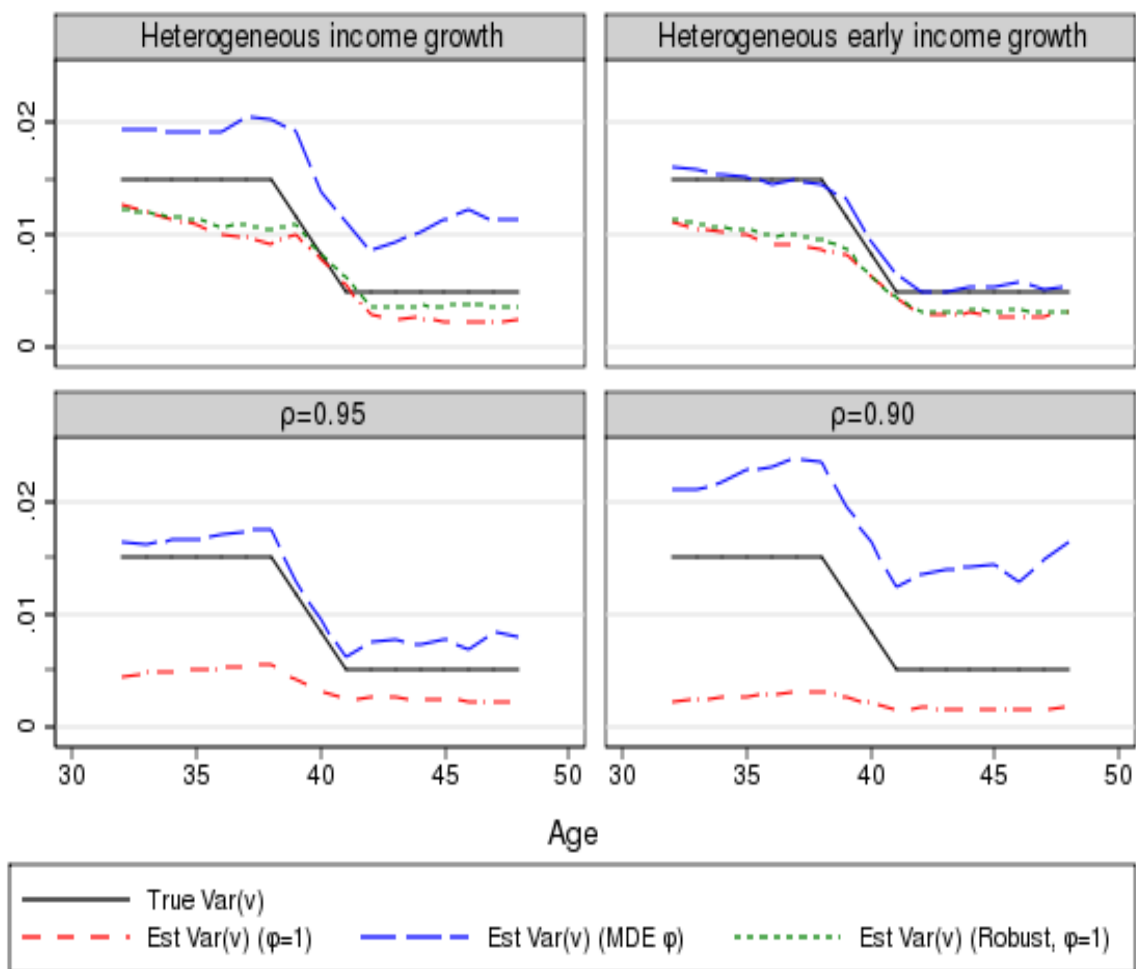 Heterogeneous income growth
Heterogeneous early income growth
.02
.01
0
ρ=0.95
ρ=0.90
.02
.01
0
30 35 40 45 50
30 35 40 45 50
Age
True Var(v)
Est Var(v) (φ=1)
Est Var(v) (MDE φ)
Est Var(v) (Robust, φ=1)